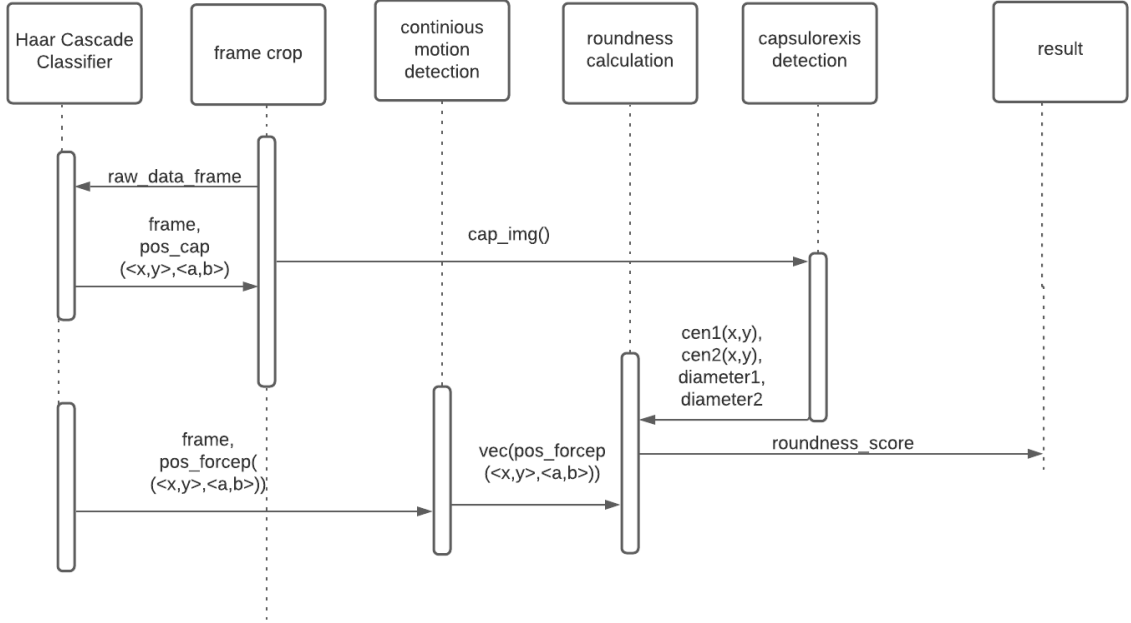 Haar Cascade
Classifier
frame crop
continious
motion
detection
roundness
calculation
capsulorexis
detection
result
raw_data_frame
frame,
pos_cap
(<x,y>,<a,b>)
cap_img()
cen1(x,y),
cen2(x,y),
diameter1,
diameter2
frame,
pos_forcep(
(<x,y>,<a,b>))
vec(pos_forcep
(<x,y>,<a,b>))
roundness_score